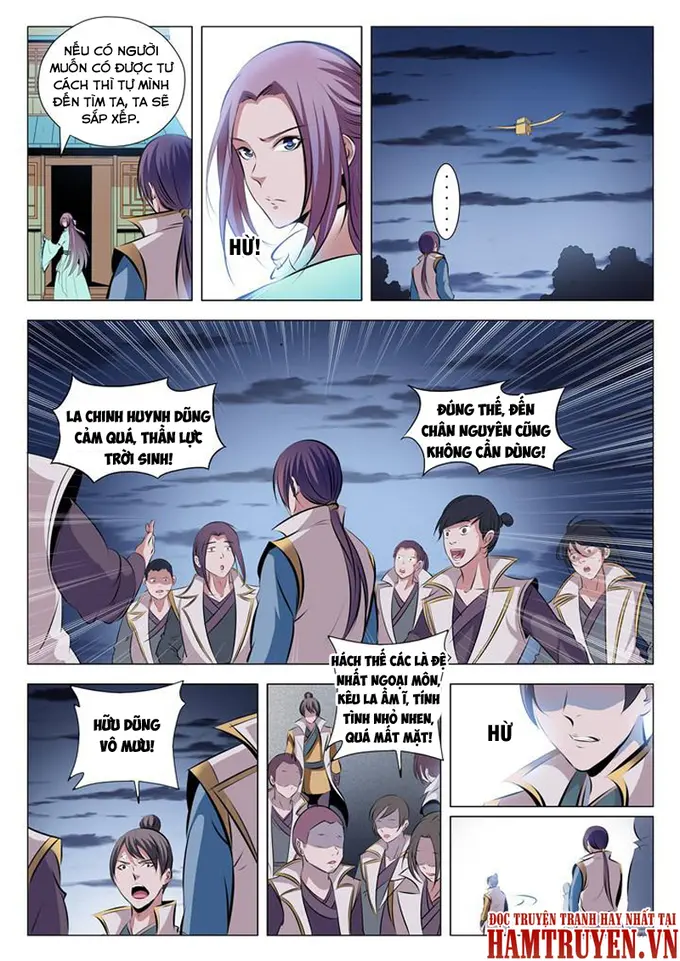 NẾU CÓ NGƯỜI
MUỐN CÓ ĐƯỢC TƯ
CÁCH THÌ TỰ MÌNH
ĐẾN TÌM TA, TA SẼ
SẮP XẾP.
HỪ!
......
LA CHINH HUYNH DŨNG
CẢM QUÁ, THẦN LỰC
TRỜI SINH!
ĐÚNG THẾ, ĐẾN
CHÂN NGUYÊN CŨNG
KHÔNG CẦN DÙNG!
HỮU DŨNG
VÔ MƯU!
HÁCH THẾ CÁC LÀ ĐỆ
NHẤT NGOẠI MÔN,
KÊU LA ẦM Ĩ, TÍNH
TÌNH NHỎ NHEN,
QUÁ MẤT MẶT!
HỪ
ĐỌC TRUYỆN TRANH HAY NHẤT TẠI
HAMTRUYEN.VN